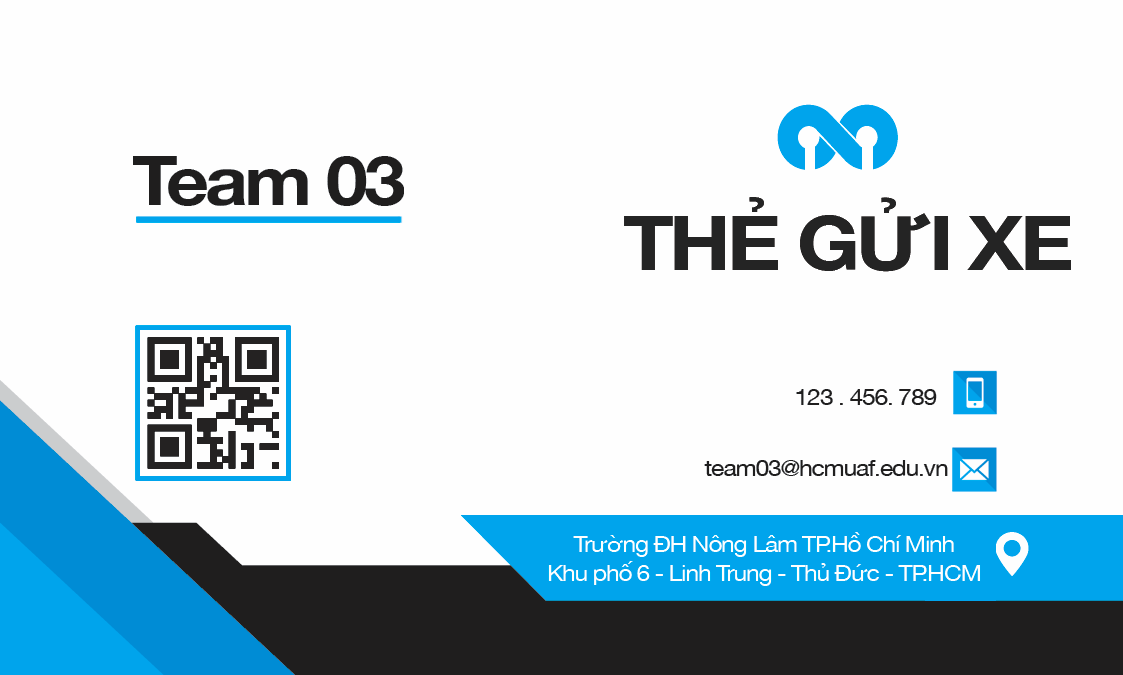 Team 03
THẺ GỬI XE
123 . 456. 789
team03@hcmuaf.edu.vn
Trường ĐH Nông Lâm TP.Hồ Chí Minh
Khu phố 6 - Linh Trung - Thủ Đức - TP.HCM